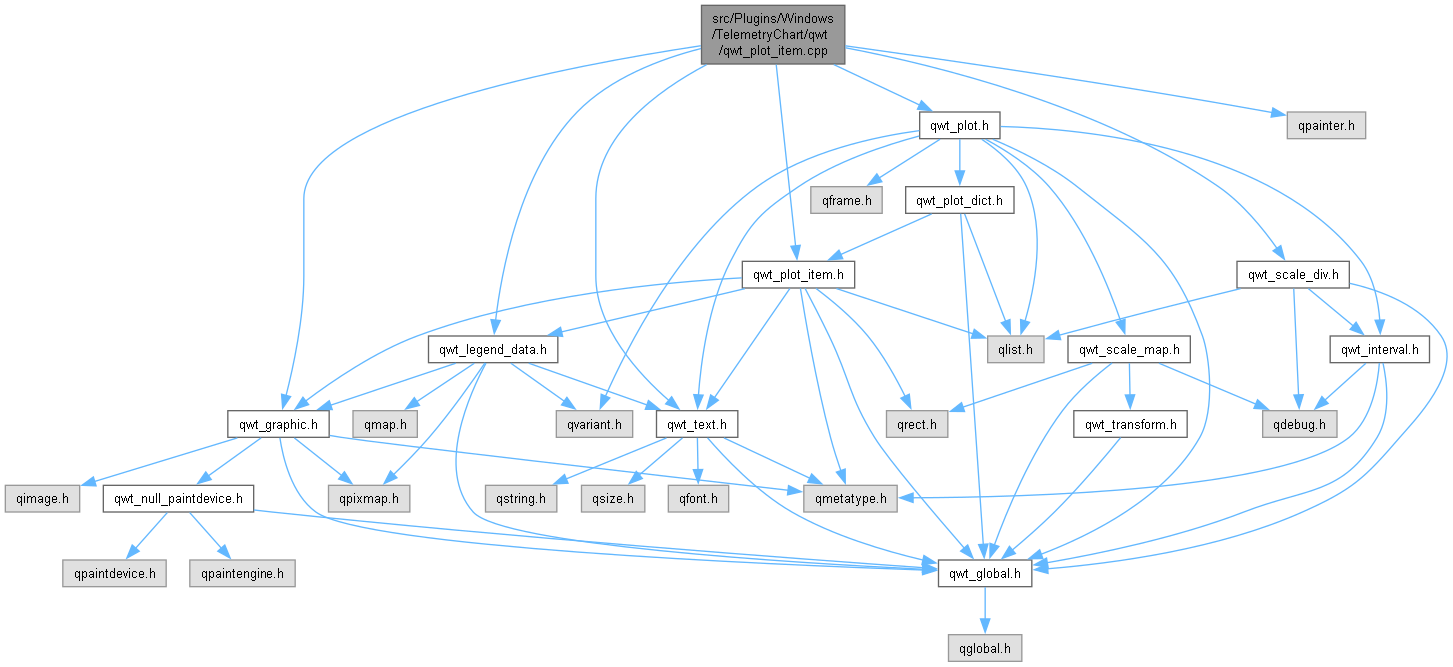 src/Plugins/Windows
/TelemetryChart/qwt
/qwt_plot_item.cpp
qwt_plot.h
qpainter.h
qframe.h
qwt_plot_dict.h
qwt_plot_item.h
qwt_scale_div.h
qwt_legend_data.h
qlist.h
qwt_scale_map.h
qwt_interval.h
qwt_graphic.h
qmap.h
qvariant.h
qwt_text.h
qrect.h
qwt_transform.h
qdebug.h
qimage.h
qwt_null_paintdevice.h
qpixmap.h
qstring.h
qsize.h
qfont.h
qmetatype.h
qpaintdevice.h
qpaintengine.h
qwt_global.h
qglobal.h